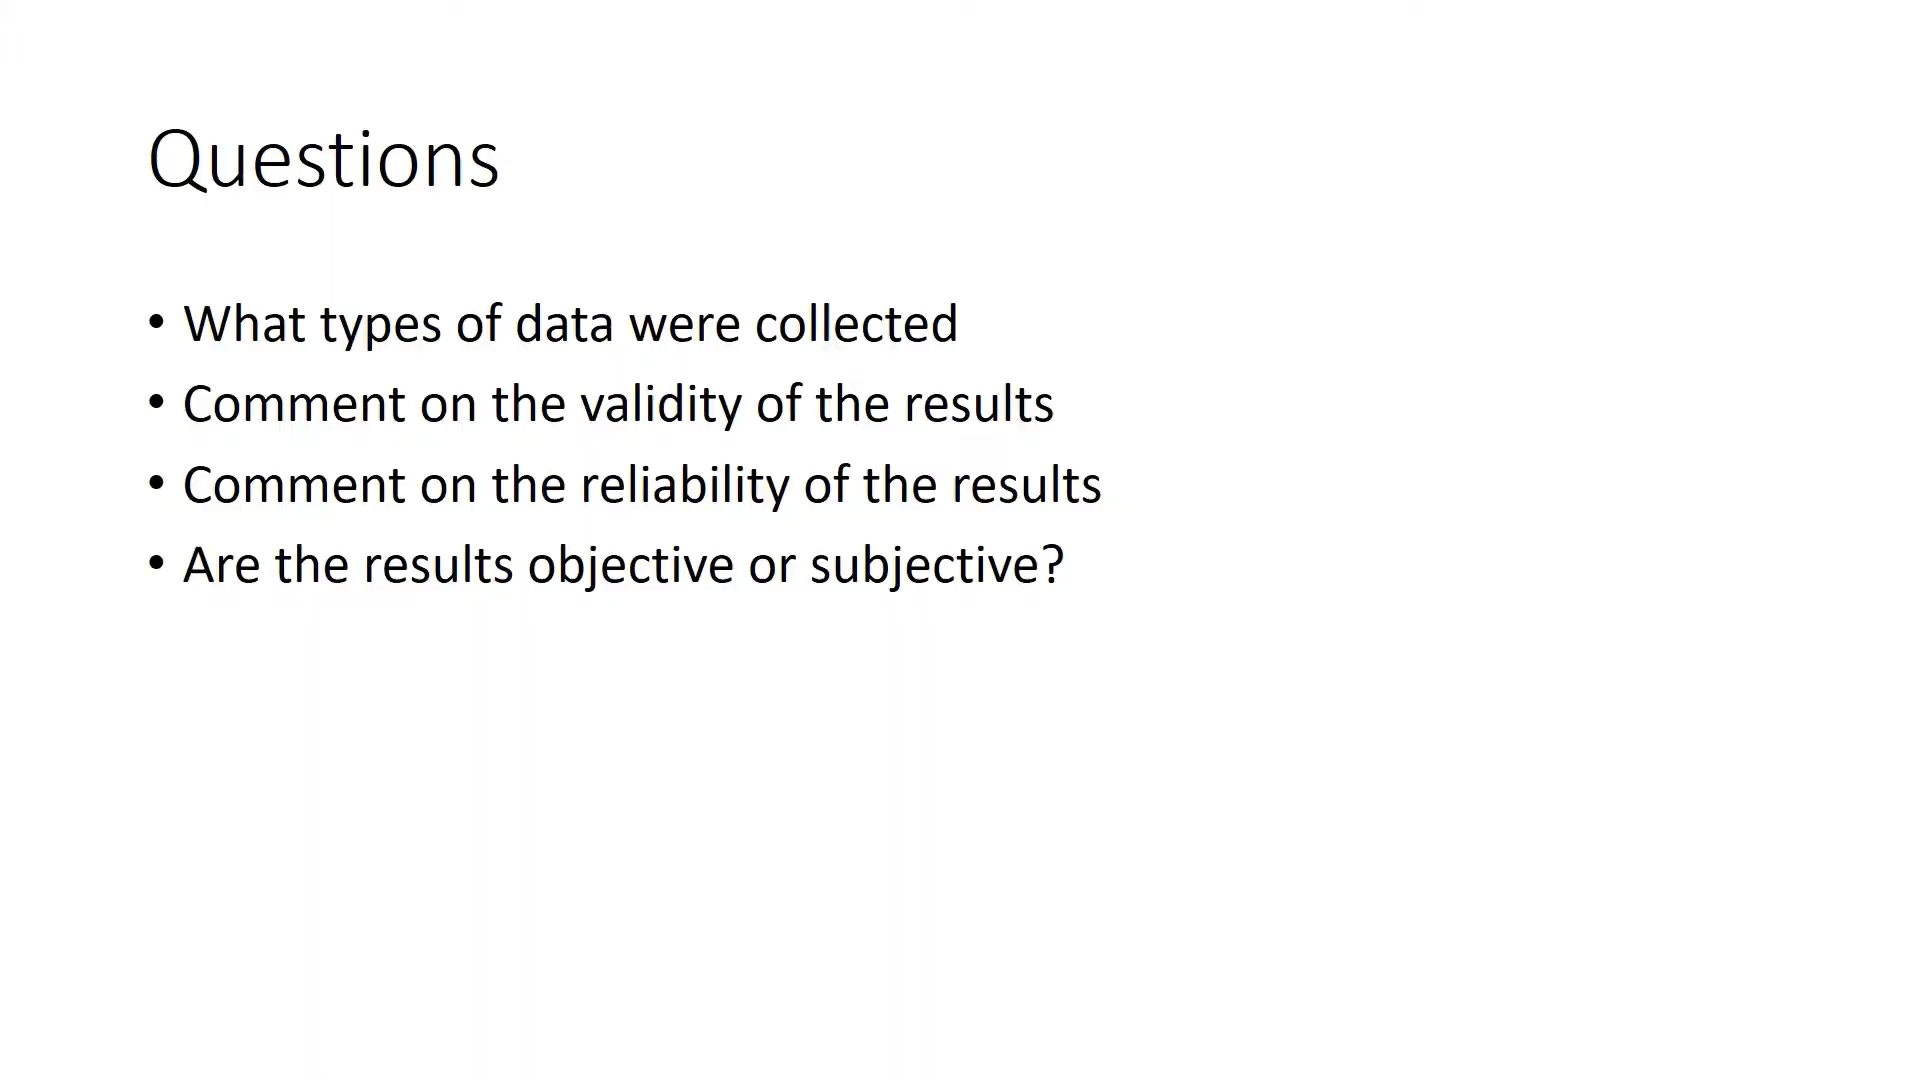 Questions
• What types of data were collected
• Comment on the validity of the results
• Comment on the reliability of the results
• Are the results objective or subjective?